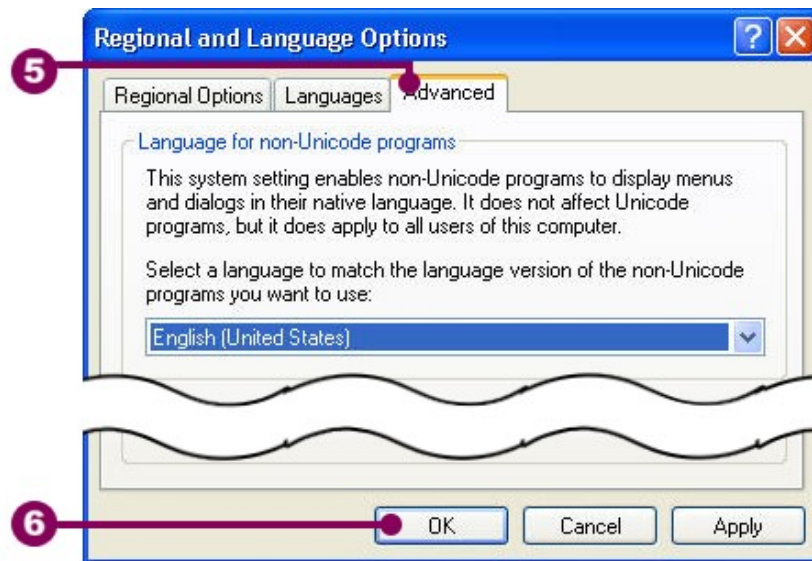 Regional and Language Options
5
Regional Options Languages Advanced
Language for non-Unicode programs
This system setting enables non-Unicode programs to display menus
and dialogs in their native language. It does not affect Unicode
programs, but it does apply to all users of this computer.
Select a language to match the language version of the non-Unicode
programs you want to use:
English (United States)
6
OK Cancel Apply